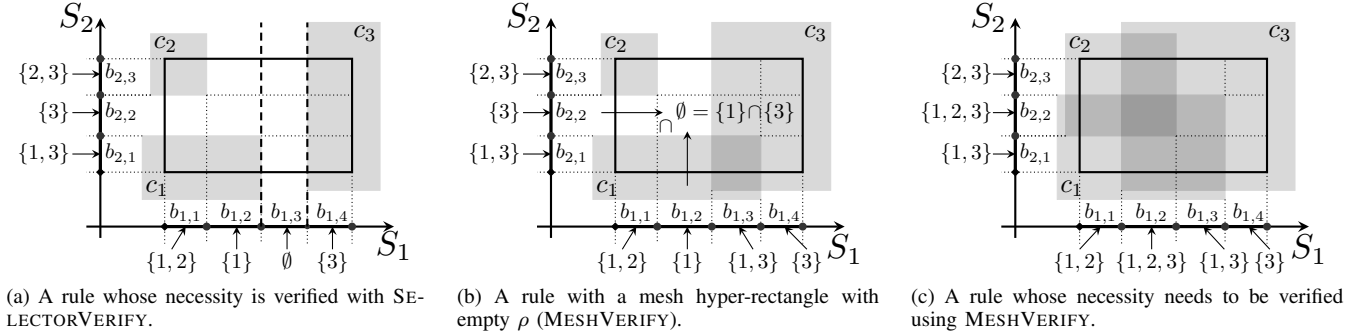 S₂
c₂
c₃
{2, 3}
b₂,₃
{3}
b₂,₂
{1, 3}
b₂,₁
c₁
b₁,₁ b₁,₂ b₁,₃ b₁,₄
S₁
{1, 2} {1} ∅ {3}
(a) A rule whose necessity is verified with SE-
LECTORVERIFY.
S₂
c₂
c₃
{2, 3}
b₂,₃
{3}
b₂,₂
∩ ∅ = {1}∩{3}
{1, 3}
b₂,₁
c₁
b₁,₁ b₁,₂ b₁,₃ b₁,₄
S₁
{1, 2} {1} {1, 3} {3}
(b) A rule with a mesh hyper-rectangle with
empty ρ (MESHVERIFY).
S₂
c₂
c₃
{2, 3}
b₂,₃
{1, 2, 3}
b₂,₂
{1, 3}
b₂,₁
c₁
b₁,₁ b₁,₂ b₁,₃ b₁,₄
S₁
{1, 2} {1, 2, 3} {1, 3} {3}
(c) A rule whose necessity needs to be verified
using MESHVERIFY.